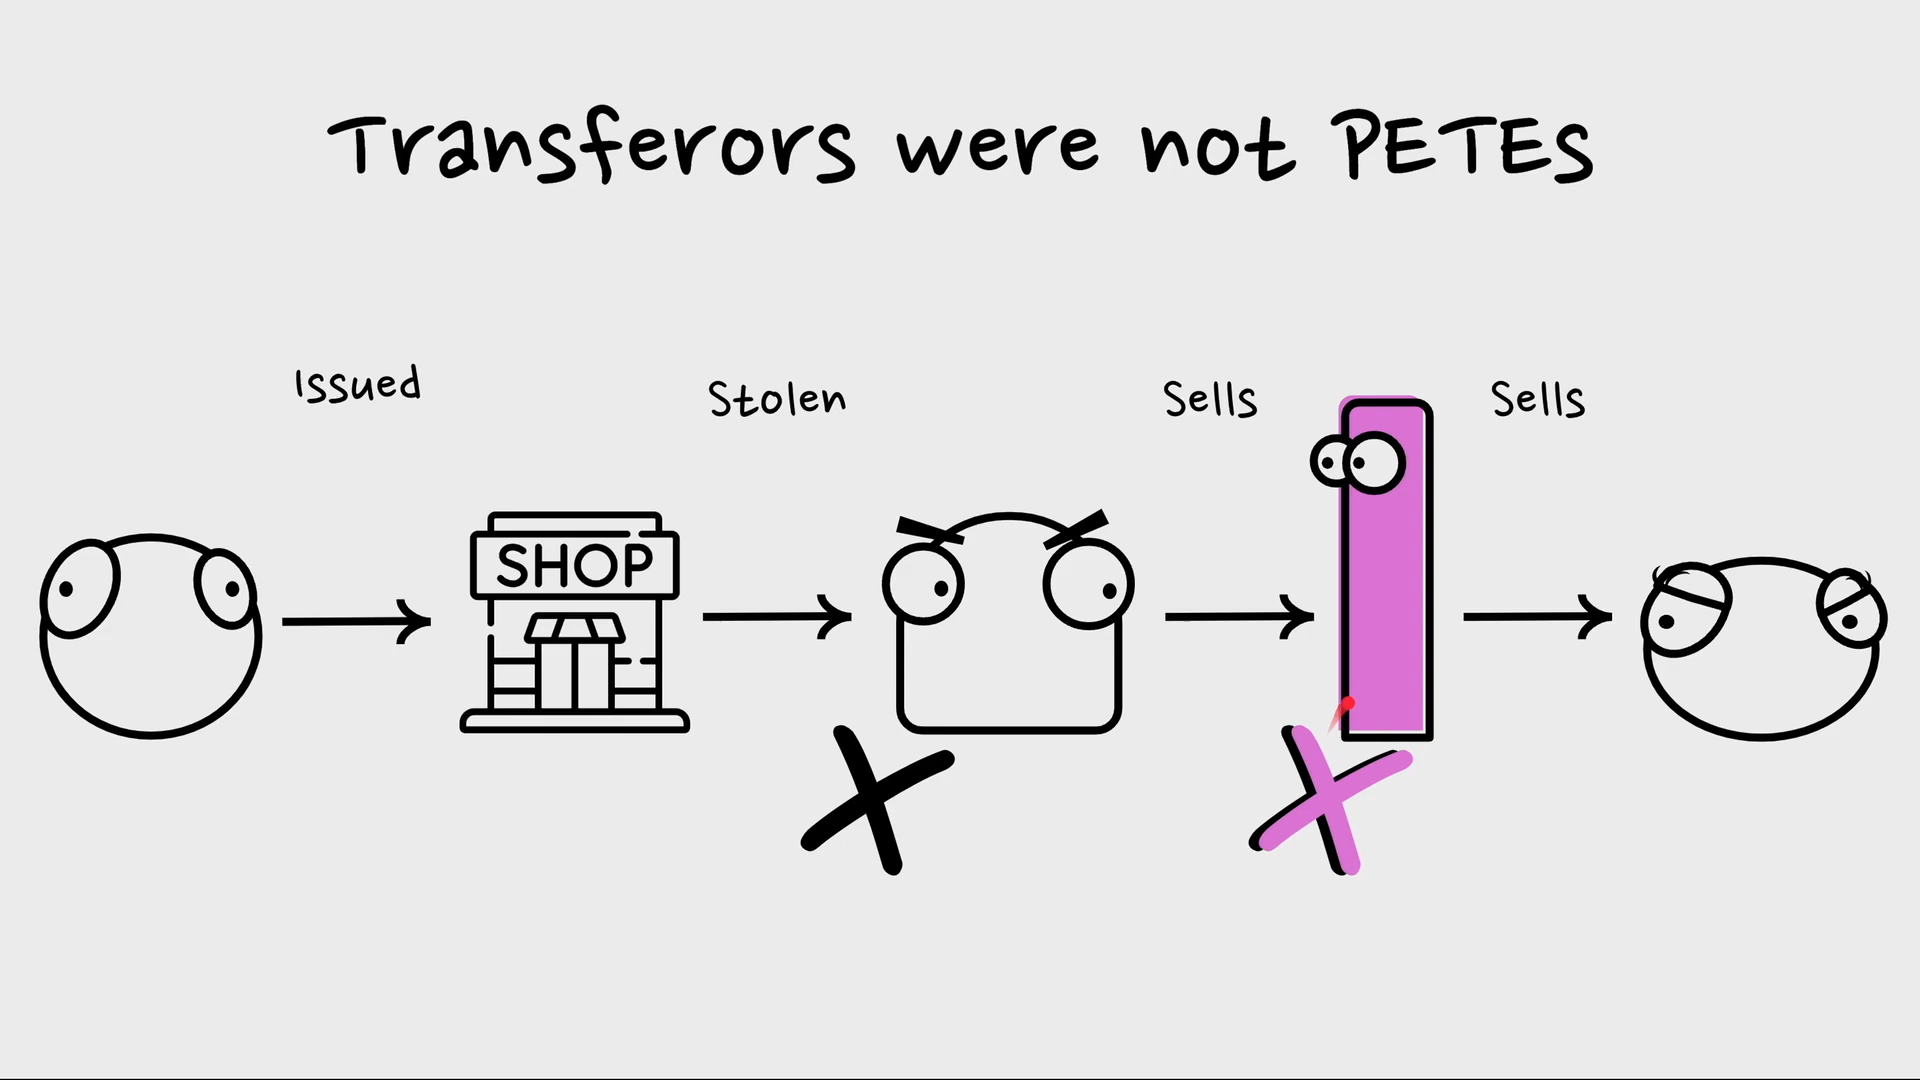 Transferors were not PETEs
Issued
Stolen
Sells
Sells
SHOP